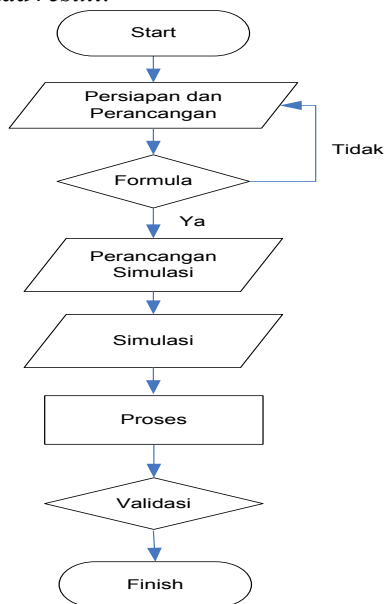 Start
Persiapan dan
Perancangan
Tidak
Formula
Ya
Perancangan
Simulasi
Simulasi
Proses
Validasi
Finish